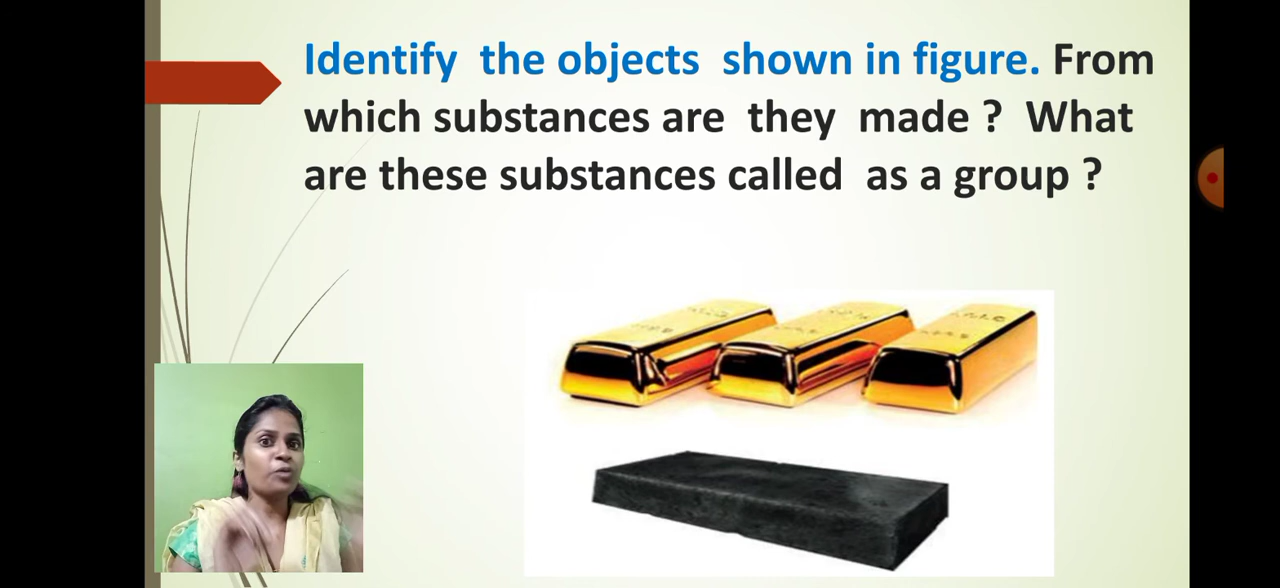 Identify the objects shown in figure. From
which substances are they made ? What
are these substances called as a group ?